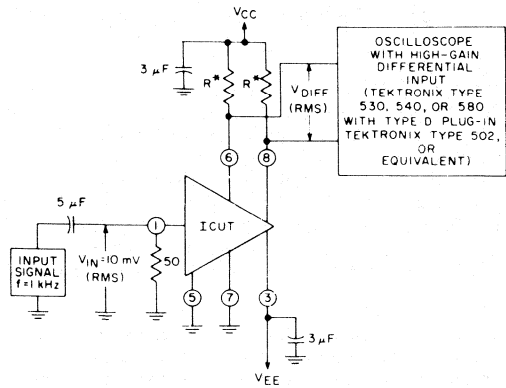 VCC
3 µF
R*
R*
VDIFF
(RMS)
OSCILLOSCOPE
WITH HIGH-GAIN
DIFFERENTIAL
INPUT
(TEKTRONIX TYPE
530, 540, OR 580
WITH TYPE D PLUG-IN
TEKTRONIX TYPE 502,
OR
EQUIVALENT)
6
8
5 µF
1
ICUT
INPUT
SIGNAL
f=1 kHz
VIN=10 mV
(RMS)
50
5
7
3
3 µF
VEE